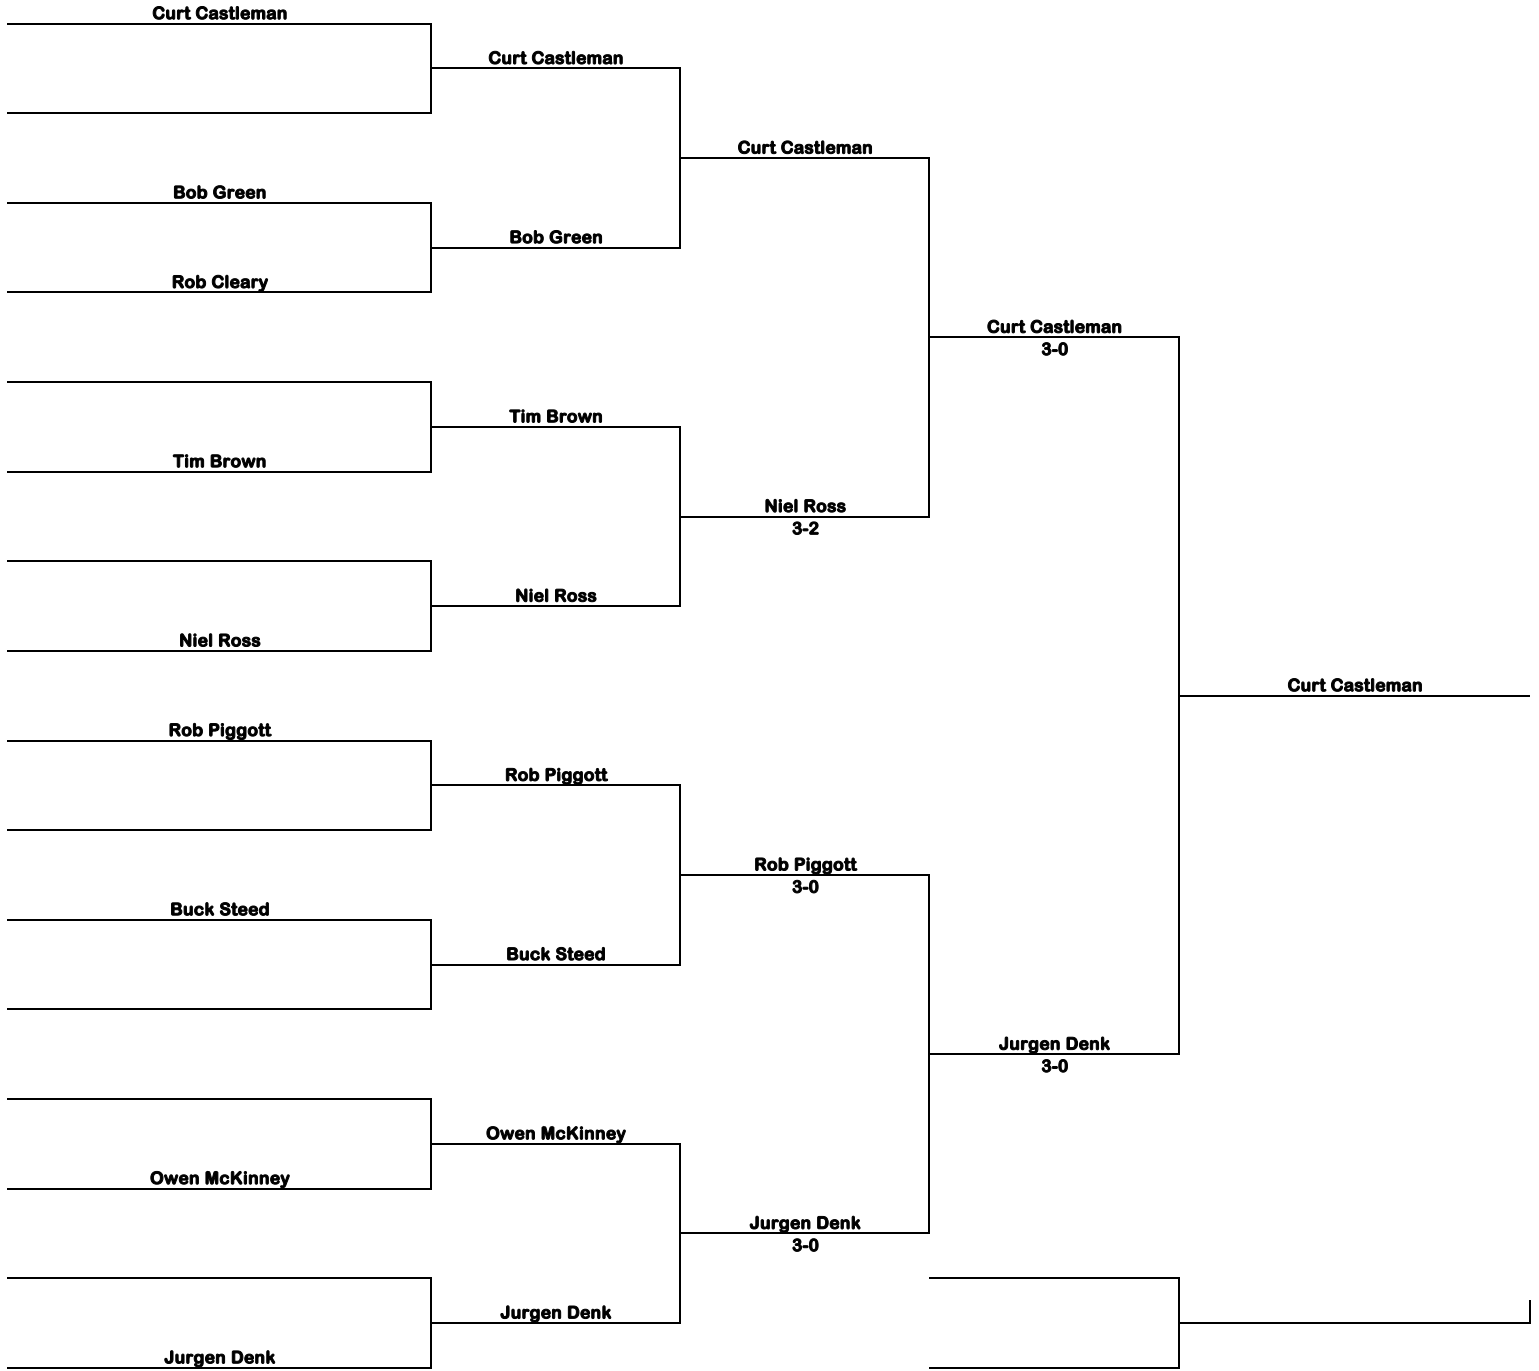 Curt Castleman
Curt Castleman
Curt Castleman
Bob Green
Bob Green
Rob Cleary
Curt Castleman
3-0
Tim Brown
Tim Brown
Niel Ross
3-2
Niel Ross
Niel Ross
Curt Castleman
Rob Piggott
Rob Piggott
Rob Piggott
3-0
Buck Steed
Buck Steed
Jurgen Denk
3-0
Owen McKinney
Owen McKinney
Jurgen Denk
3-0
Jurgen Denk
Jurgen Denk